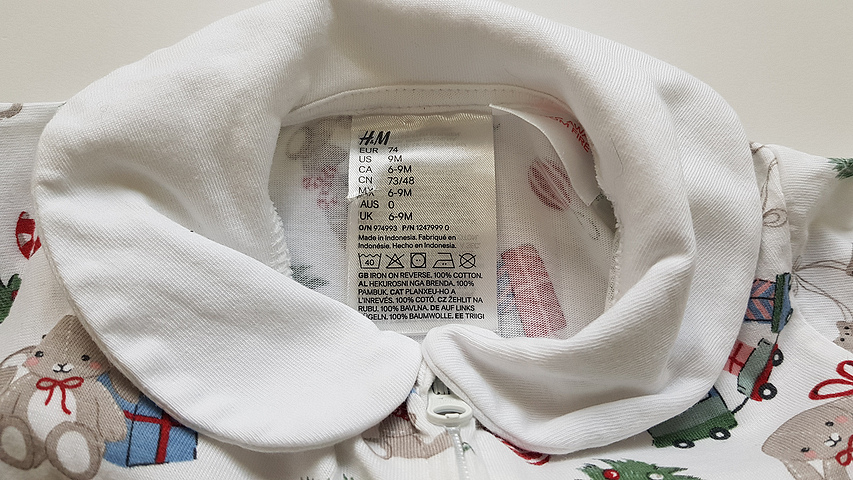 H&M
EUR 74
US 9M
CA 6-9M
CN 73/48
MX 6-9M
AUS 0
UK 6-9M
O/N 974993 P/N 1247999 0
Made in Indonesia. Fabriqué en
Indonésie. Hecho en Indonesia.
40
GB IRON ON REVERSE, 100% COTTON.
AL HEKUROSNI NGA BRENDA. 100%
PAMBUK. CAT PLANXEU-HO A
L'INREVÉS. 100% COTÓ. CZ ŽEHLIT NA
RUBU. 100% BAVLNA. DE AUF LINKS
BÜGELN. 100% BAUMWOLLE. EE TRIIGI